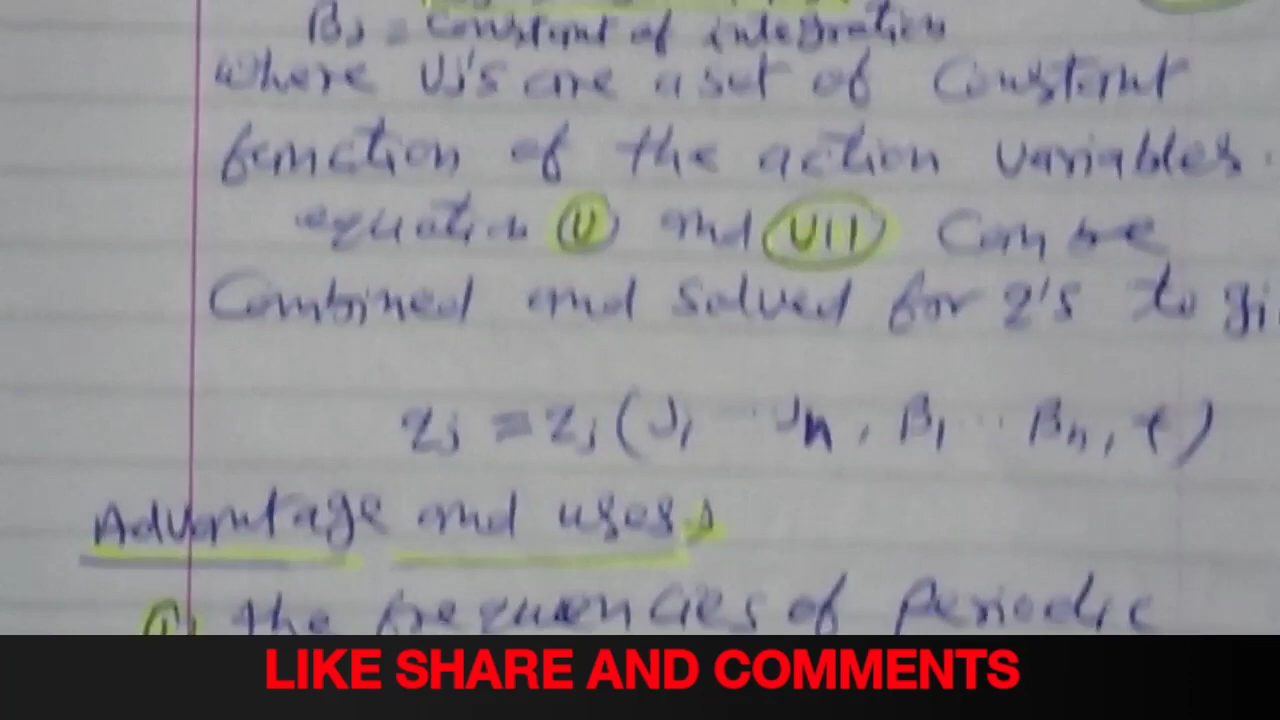 βj = Constant of integration
where νj's are a set of Constant
function of the action variables.
equation (V) and (VII) can be
Combined and solved for q's to gi
qj = qj (J1 ... Jn, β1 ... βn, t)
Advantage and uses
(i) the frequencies of periodic
LIKE SHARE AND COMMENTS